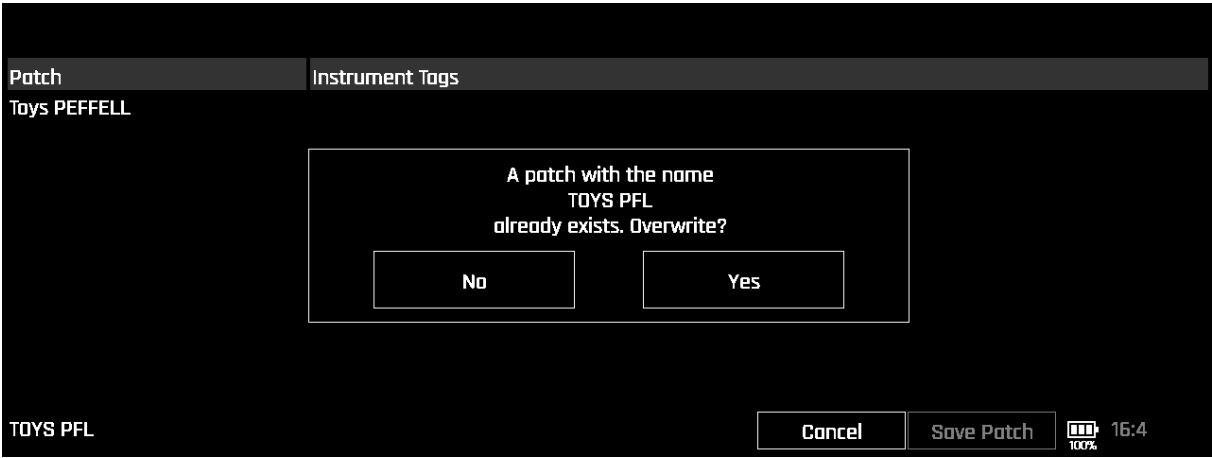 Patch Instrument Tags
Toys PEFFELL
A patch with the name
TOYS PFL
already exists. Overwrite?
No Yes
TOYS PFL Cancel Save Patch 100% 16:4